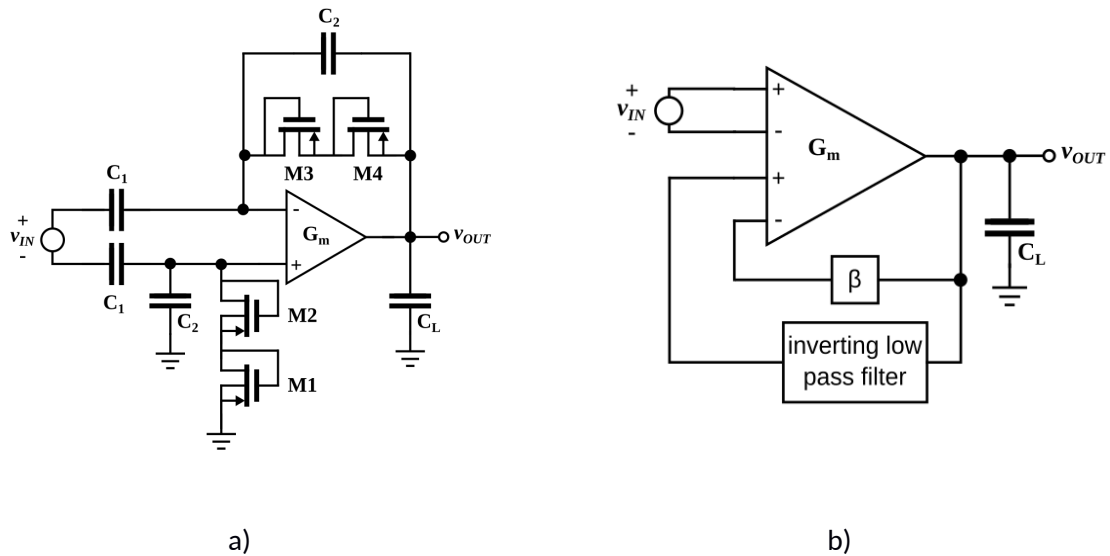 C2
M3
M4
C1
+
vIN
-
-
Gm
+
vOUT
C1
C2
M2
CL
M1
a)
+
vIN
-
+
-
Gm
+
-
vOUT
CL
β
inverting low
pass filter
b)